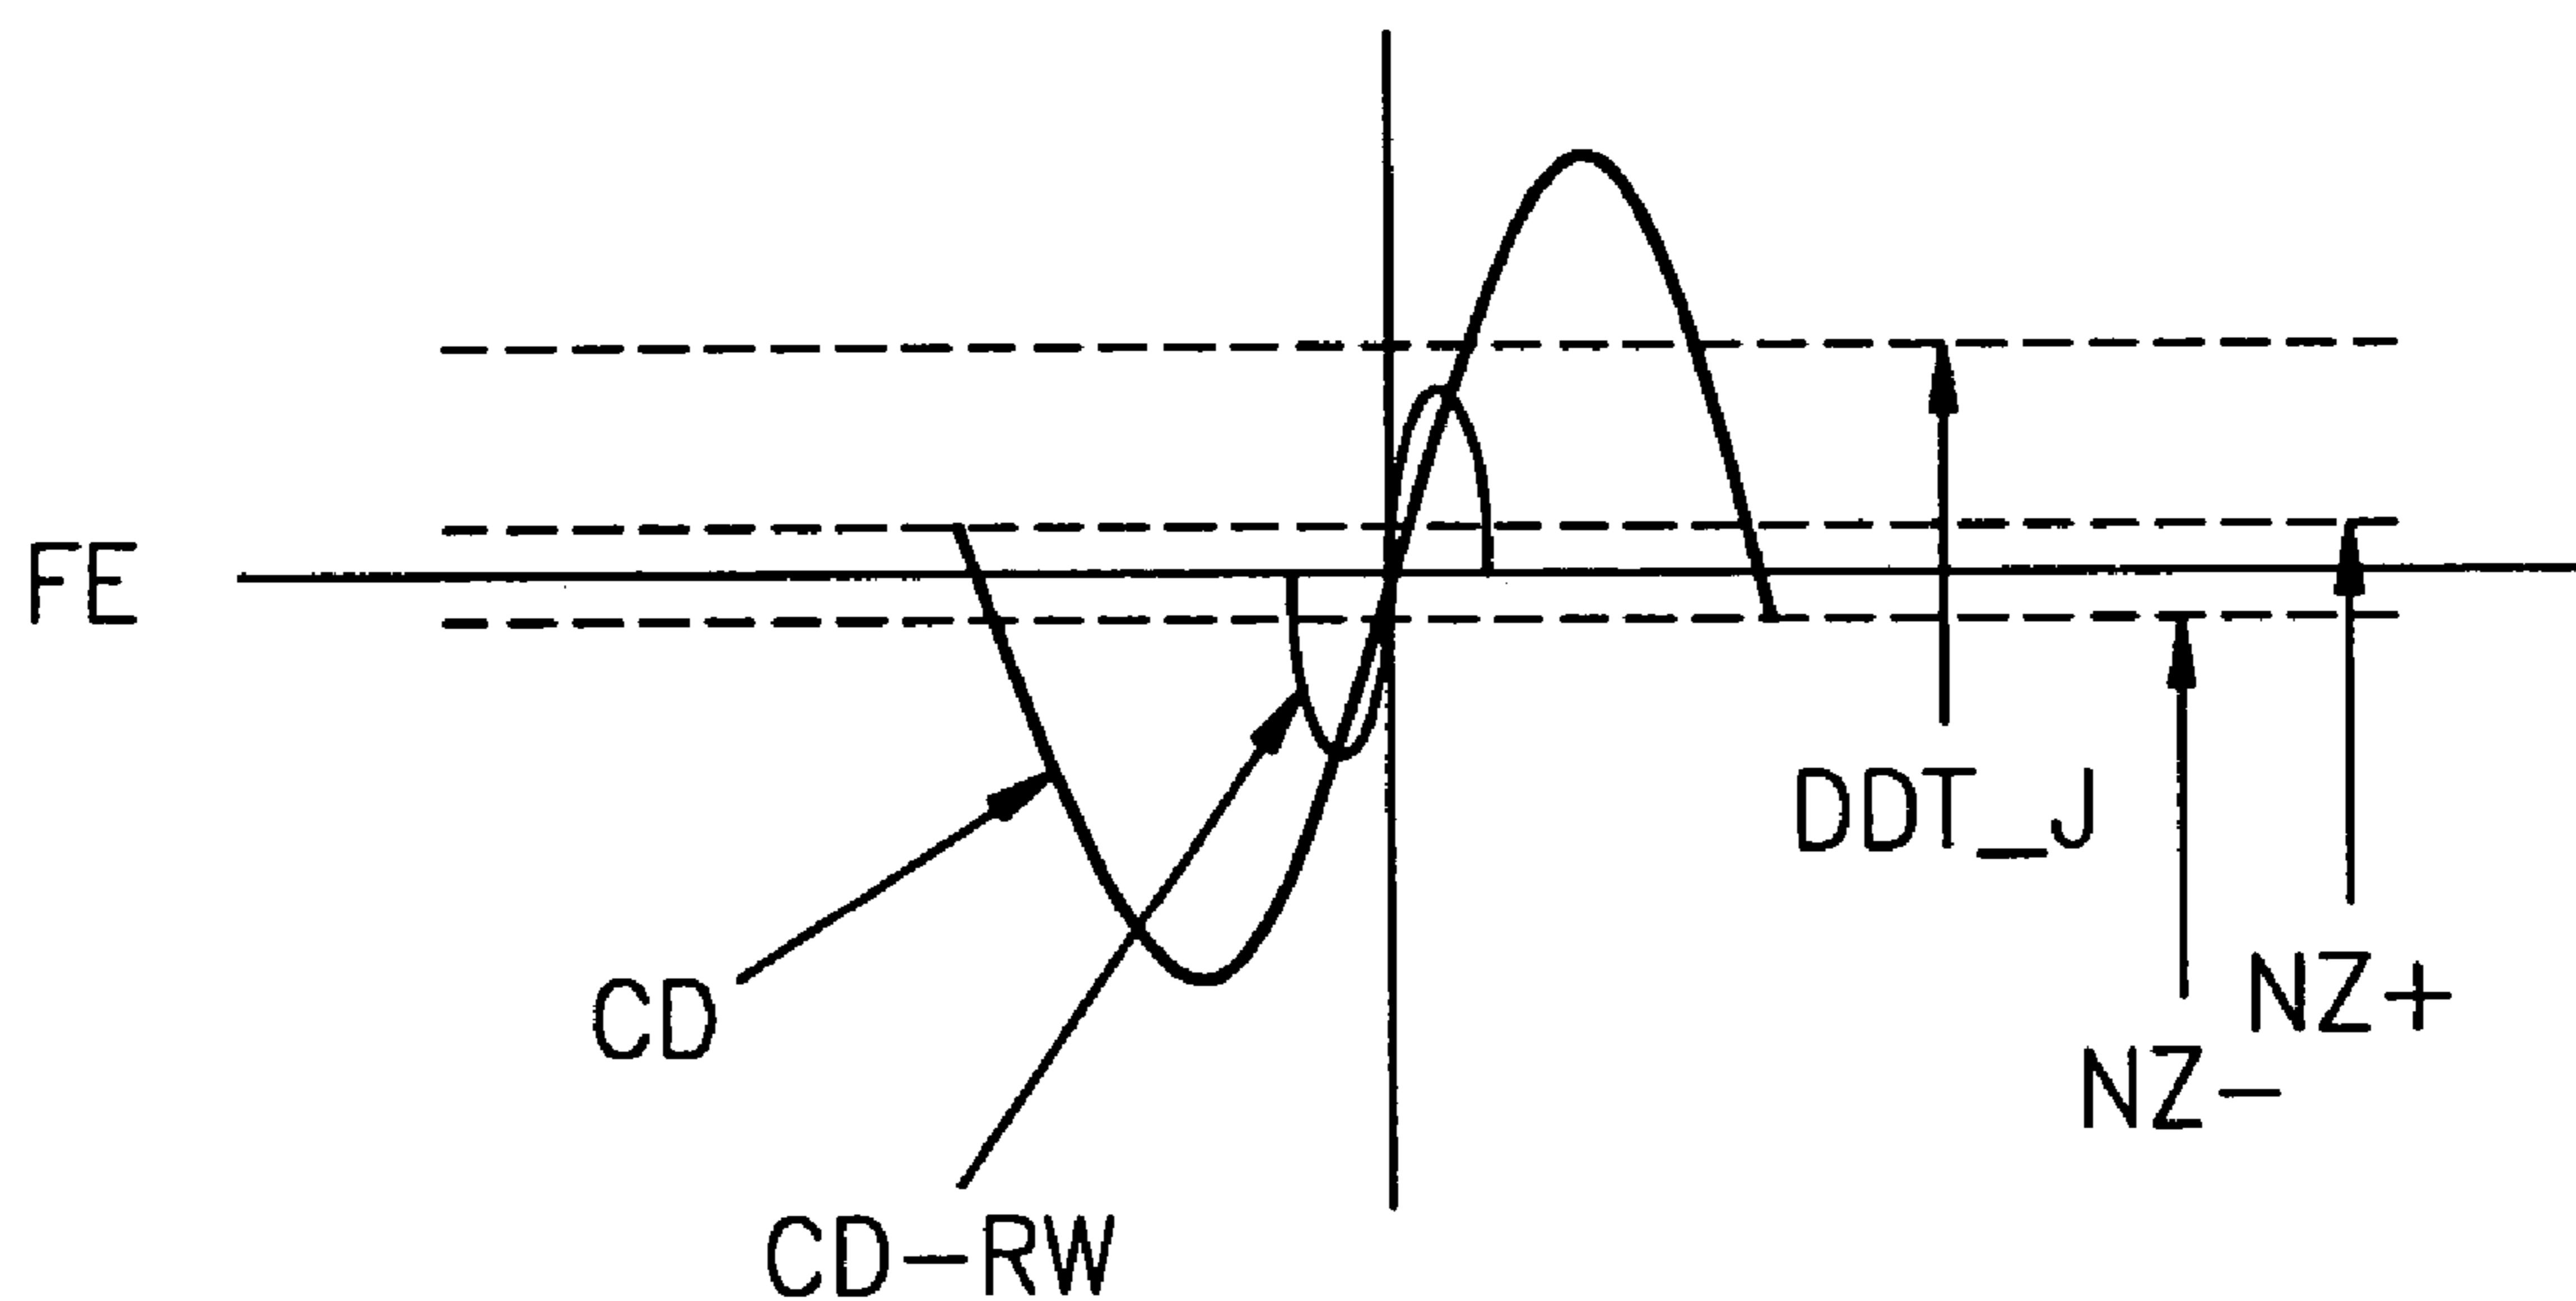 FE
DDT_J
CD
NZ+
NZ-
CD-RW